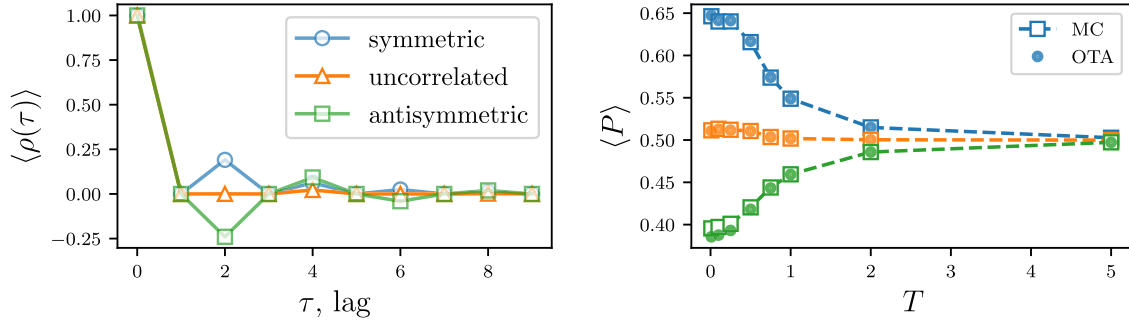 1.00
0.75
0.50
0.25
0.00
−0.25
⟨ρ(τ)⟩
0 2 4 6 8
τ, lag
symmetric
uncorrelated
antisymmetric
0.65
0.60
0.55
0.50
0.45
0.40
⟨P⟩
0 1 2 3 4 5
T
MC
OTA